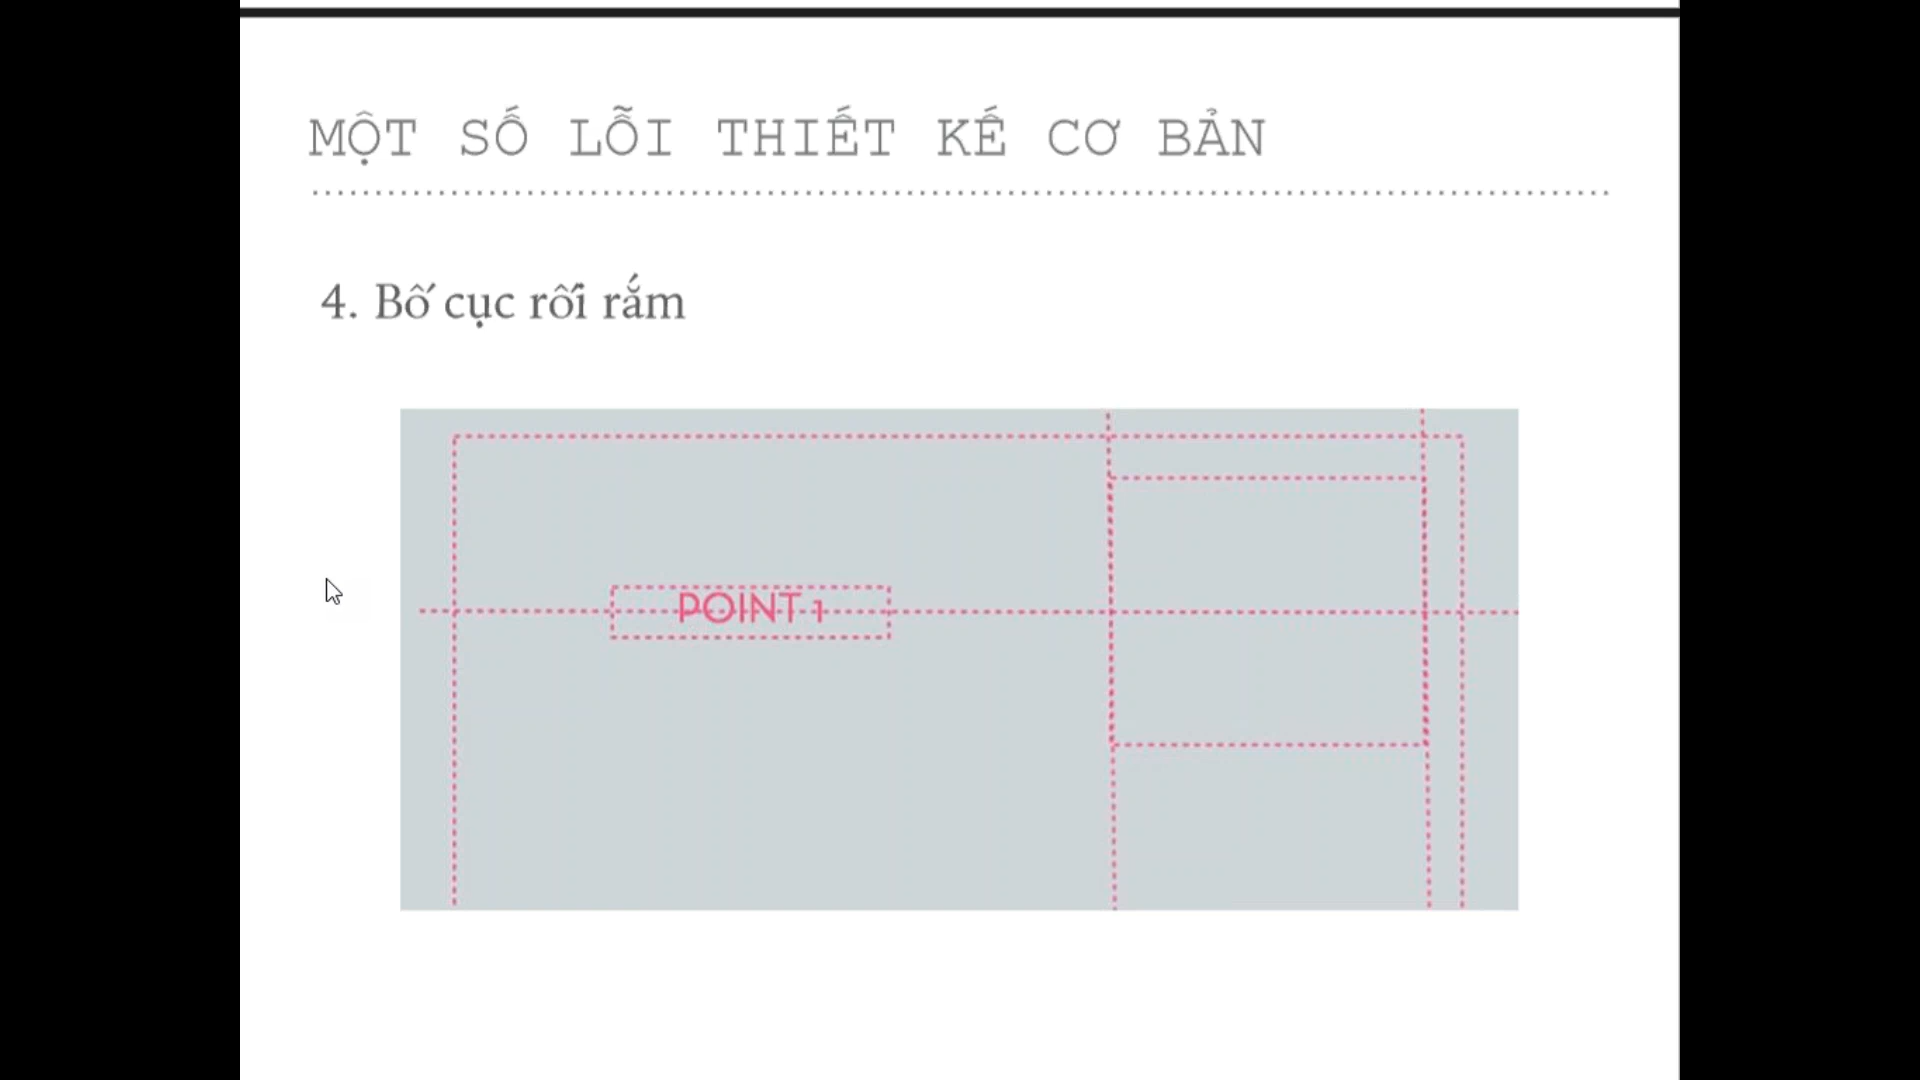 MỘT SỐ LỖI THIẾT KẾ CƠ BẢN
4. Bố cục rối rắm
POINT 1